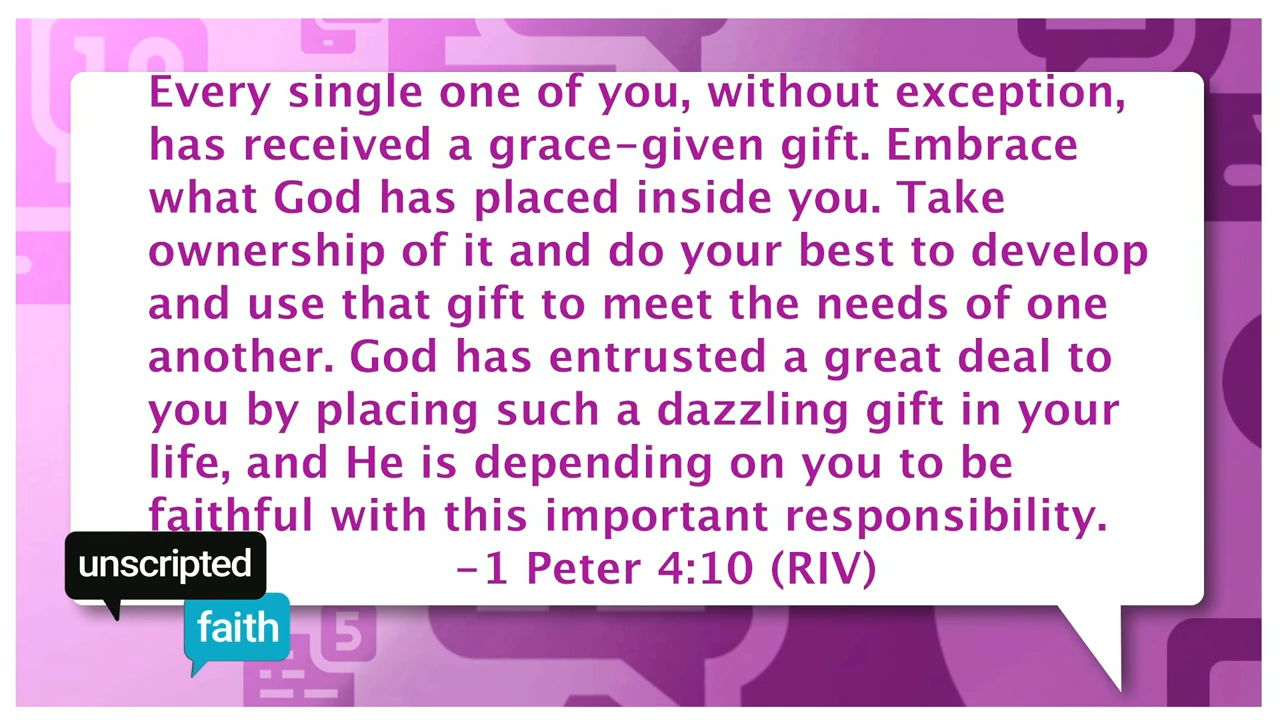 Every single one of you, without exception,
has received a grace-given gift. Embrace
what God has placed inside you. Take
ownership of it and do your best to develop
and use that gift to meet the needs of one
another. God has entrusted a great deal to
you by placing such a dazzling gift in your
life, and He is depending on you to be
faithful with this important responsibility.
-1 Peter 4:10 (RIV)
unscripted
faith
10
5